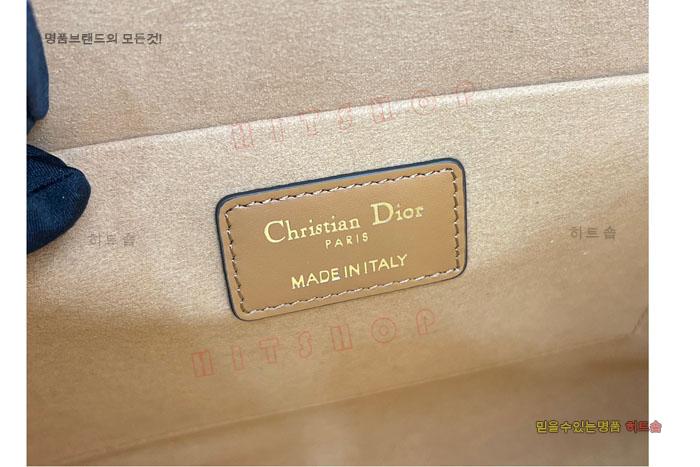 명품브랜드의 모든것!
HITSHOP
Christian Dior
PARIS
MADE IN ITALY
히트숍
히트숍
HITSHOP
믿을수있는명품 히트숍